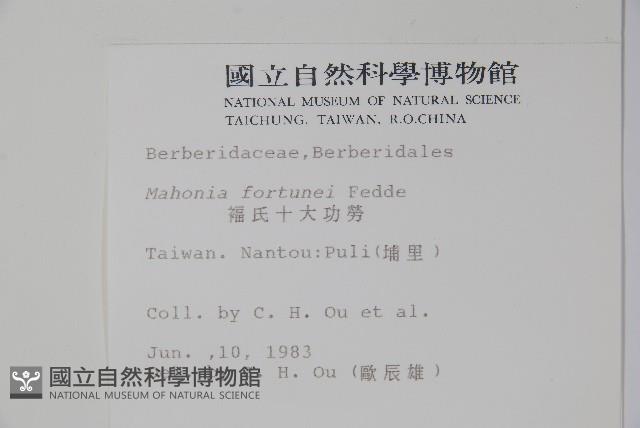 國立自然科學博物館
NATIONAL MUSEUM OF NATURAL SCIENCE
TAICHUNG, TAIWAN, R.O.CHINA
Berberidaceae,Berberidales
Mahonia fortunei Fedde
福氏十大功勞
Taiwan. Nantou:Puli(埔里)
Coll. by C. H. Ou et al.
Jun. ,10, 1983
H. Ou (歐辰雄)
國立自然科學博物館
NATIONAL MUSEUM OF NATURAL SCIENCE